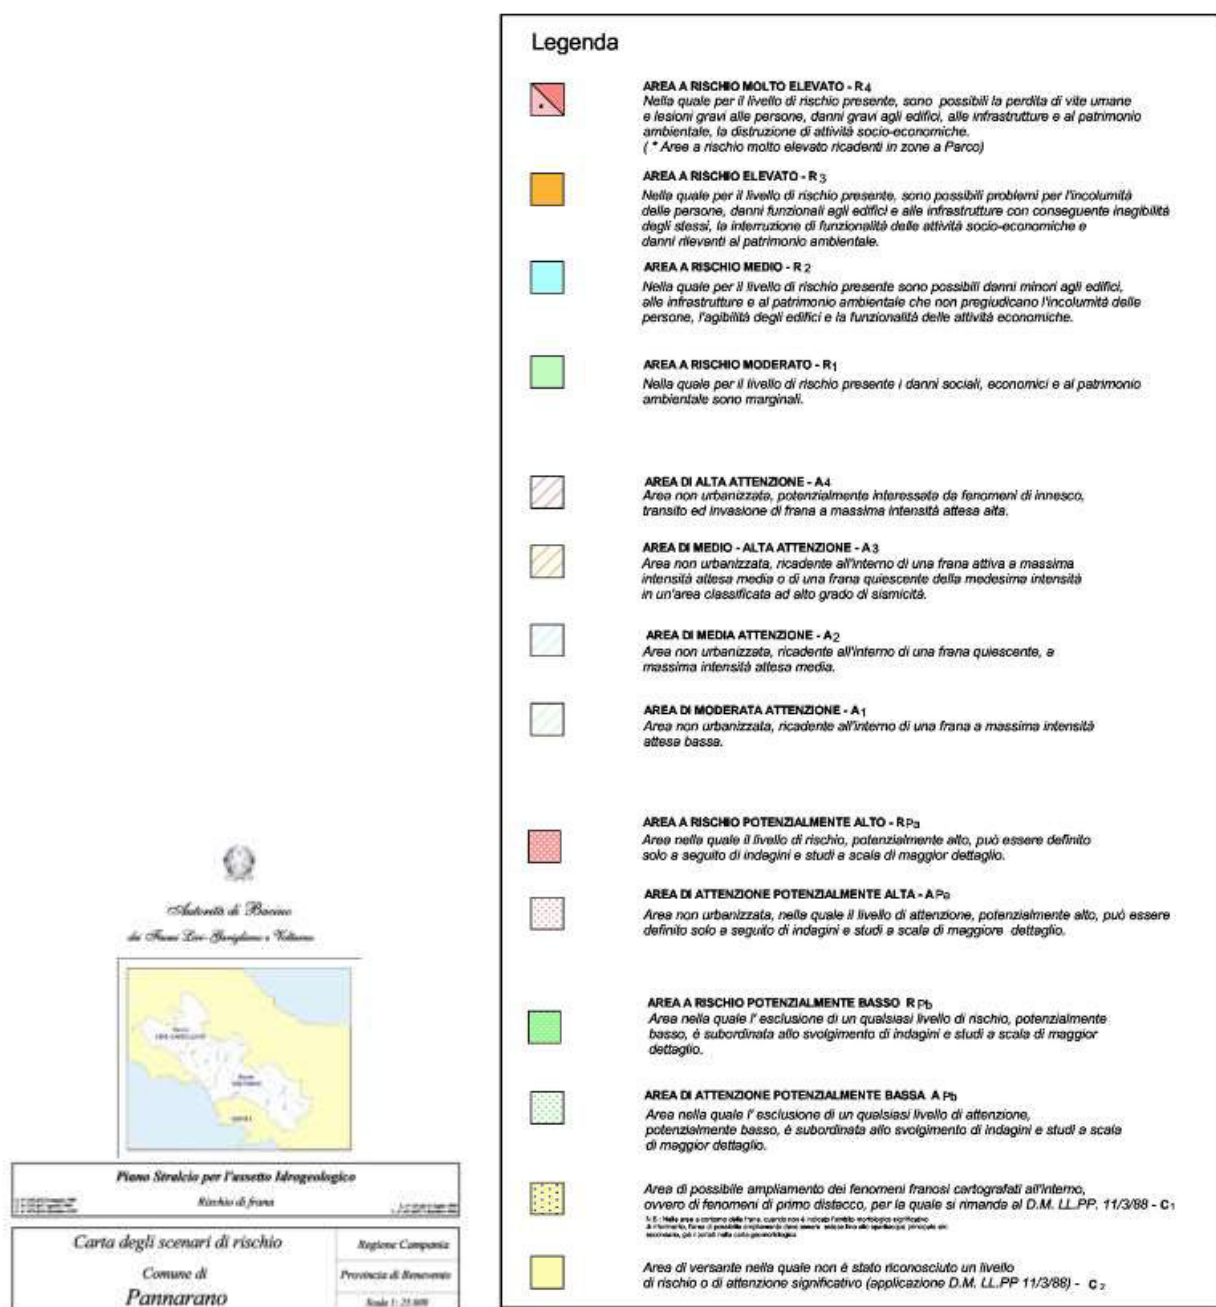 Legenda
AREA A RISCHIO MOLTO ELEVATO - R4
Nella quale per il livello di rischio presente, sono possibili la perdita di vite umane
e lesioni gravi alle persone, danni gravi agli edifici, alle infrastrutture e al patrimonio
ambientale, la distruzione di attività socio-economiche.
( * Aree a rischio molto elevato ricadenti in zone a Parco)
AREA A RISCHIO ELEVATO - R3
Nella quale per il livello di rischio presente, sono possibili problemi per l'incolumità
delle persone, danni funzionali agli edifici e alle infrastrutture con conseguente inagibilità
degli stessi, la interruzione di funzionalità delle attività socio-economiche e
danni rilevanti al patrimonio ambientale.
AREA A RISCHIO MEDIO - R2
Nella quale per il livello di rischio presente sono possibili danni minori agli edifici,
alle infrastrutture e al patrimonio ambientale che non pregiudicano l'incolumità delle
persone, l'agibilità degli edifici e la funzionalità delle attività economiche.
AREA A RISCHIO MODERATO - R1
Nella quale per il livello di rischio presente i danni sociali, economici e al patrimonio
ambientale sono marginali.
AREA DI ALTA ATTENZIONE - A4
Area non urbanizzata, potenzialmente interessata da fenomeni di innesco,
transito ed invasione di frana a massima intensità attesa alta.
AREA DI MEDIO - ALTA ATTENZIONE - A3
Area non urbanizzata, ricadente all'interno di una frana attiva a massima
intensità attesa media o di una frana quiescente della medesima intensità
in un'area classificata ad alto grado di sismicità.
AREA DI MEDIA ATTENZIONE - A2
Area non urbanizzata, ricadente all'interno di una frana quiescente, a
massima intensità attesa media.
AREA DI MODERATA ATTENZIONE - A1
Area non urbanizzata, ricadente all'interno di una frana a massima intensità
attesa bassa.
AREA A RISCHIO POTENZIALMENTE ALTO - RPa
Area nella quale il livello di rischio, potenzialmente alto, può essere definito
solo a seguito di indagini e studi a scala di maggior dettaglio.
AREA DI ATTENZIONE POTENZIALMENTE ALTA - APa
Area non urbanizzata, nella quale il livello di attenzione, potenzialmente alto, può essere
definito solo a seguito di indagini e studi a scala di maggiore dettaglio.
AREA A RISCHIO POTENZIALMENTE BASSO RPb
Area nella quale l' esclusione di un qualsiasi livello di rischio, potenzialmente
basso, è subordinata allo svolgimento di indagini e studi a scala di maggior
dettaglio.
AREA DI ATTENZIONE POTENZIALMENTE BASSA APb
Area nella quale l' esclusione di un qualsiasi livello di attenzione,
potenzialmente basso, è subordinata allo svolgimento di indagini e studi a scala
di maggior dettaglio.
Area di possibile ampliamento dei fenomeni franosi cartografati all'interno,
ovvero di fenomeni di primo distacco, per la quale si rimanda al D.M. LL.PP. 11/3/88 - C1
Area di versante nella quale non è stato riconosciuto un livello
di rischio o di attenzione significativo (applicazione D.M. LL.PP 11/3/88) - C2
Autorità di Bacino
dei Fiumi Liri-Garigliano e Volturno
Piano Stralcio per l'assetto Idrogeologico
Rischio di frana
Carta degli scenari di rischio
Comune di
Pannarano
Regione Campania
Provincia di Benevento
Scala 1: 25.000